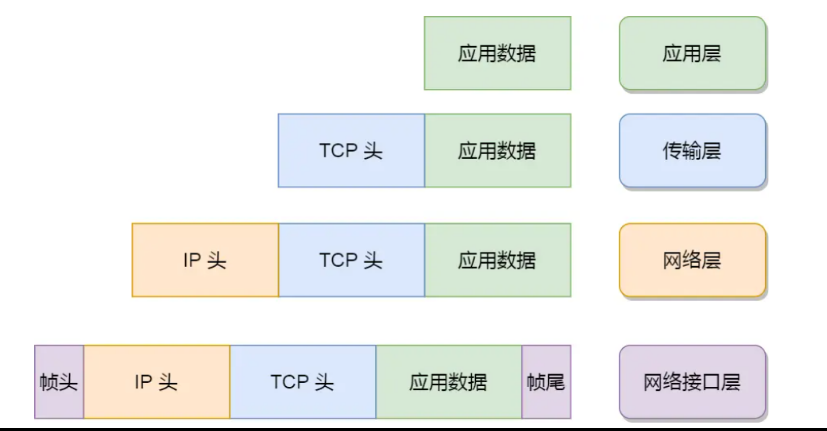 应用数据 应用层
TCP 头 应用数据 传输层
IP 头 TCP 头 应用数据 网络层
帧头 IP 头 TCP 头 应用数据 帧尾 网络接口层